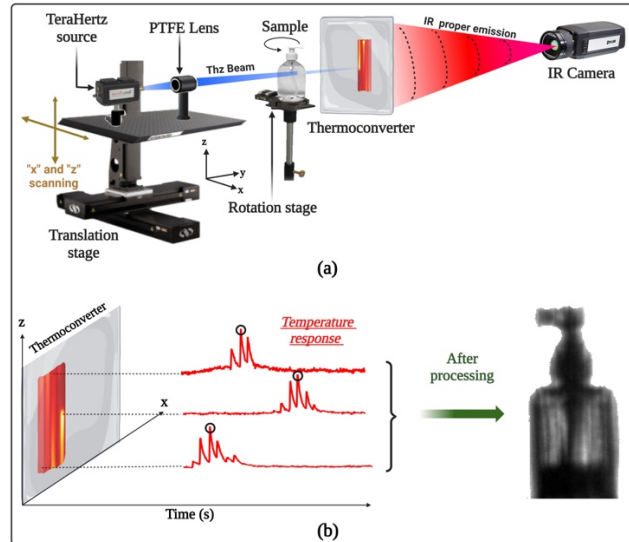 TeraHertz
source
PTFE Lens
Sample
Thz Beam
IR proper emission
IR Camera
Thermoconverter
"x" and "z"
scanning
z
y
x
Rotation stage
Translation
stage
(a)
z
Thermoconverter
Temperature
response
x
After
processing
Time (s)
(b)